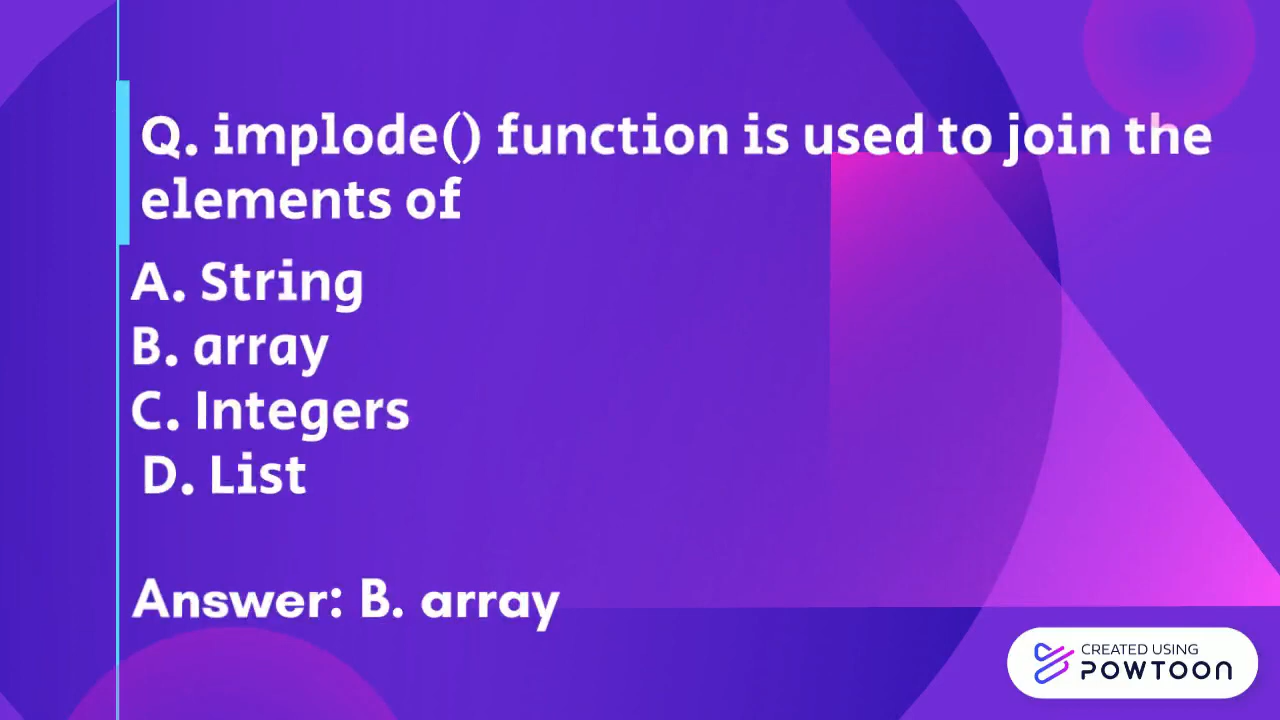 Q. implode() function is used to join the
elements of
A. String
B. array
C. Integers
D. List
Answer: B. array
CREATED USING
POWTOON